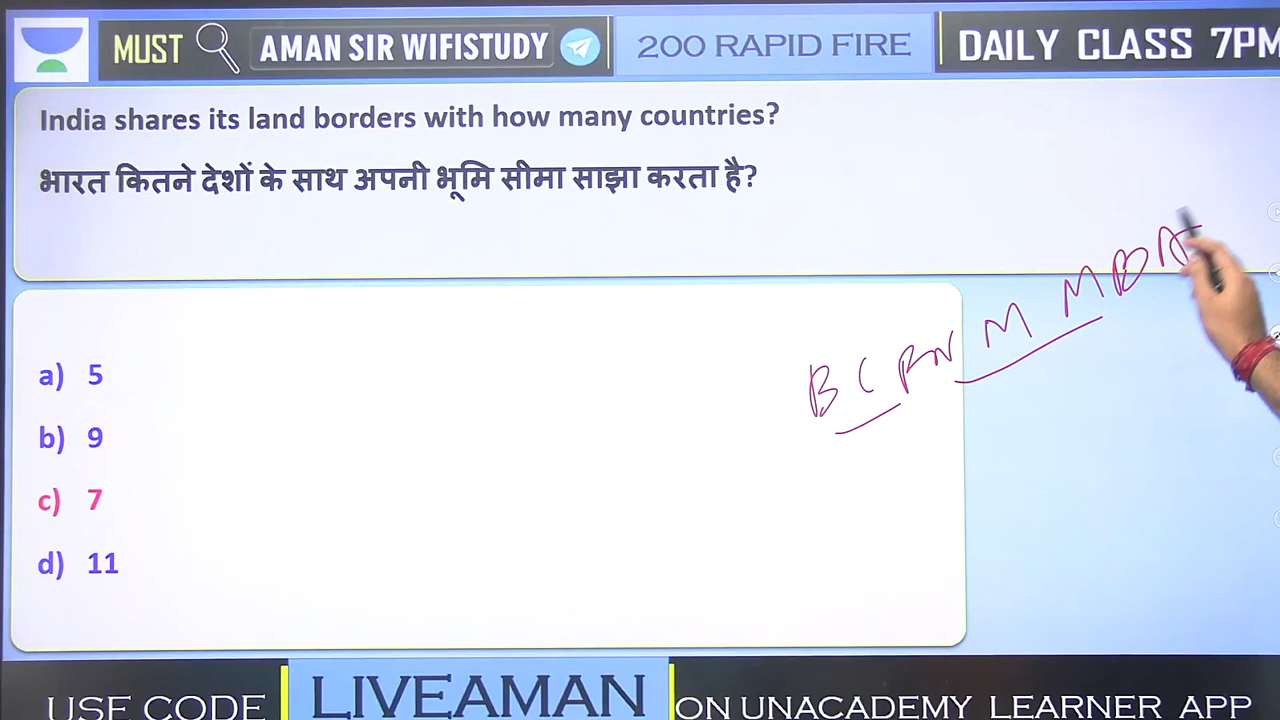 MUST AMAN SIR WIFISTUDY 200 RAPID FIRE DAILY CLASS 7PM
India shares its land borders with how many countries?
भारत कितने देशों के साथ अपनी भूमि सीमा साझा करता है?
B C P N M M B A
a) 5
b) 9
c) 7
d) 11
USE CODE LIVEAMAN ON UNACADEMY LEARNER APP